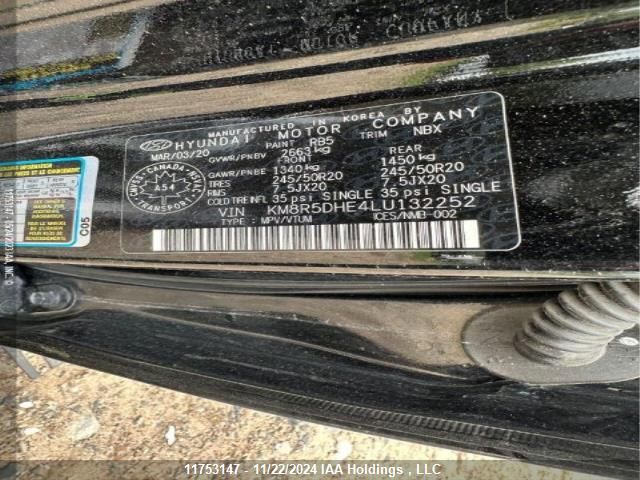 MANUFACTURED IN KOREA BY
HYUNDAI MOTOR COMPANY
MAR/03/20 PAINT RB5 TRIM NBX
GVWR/PNBV 2663 kg
FRONT REAR
GAWR/PNBE 1340 kg 1450 kg
TIRES 245/50R20 245/50R20
RIMS 7.5JX20 7.5JX20
COLD TIRE INFL 35 psi SINGLE 35 psi SINGLE
VIN KM8R5DHE4LU132252
TYPE : MPV/VTUM ICES/NMB-002
CANADA
A54
C05
11753147 - 11/22/2024 IAA Holdings , LLC